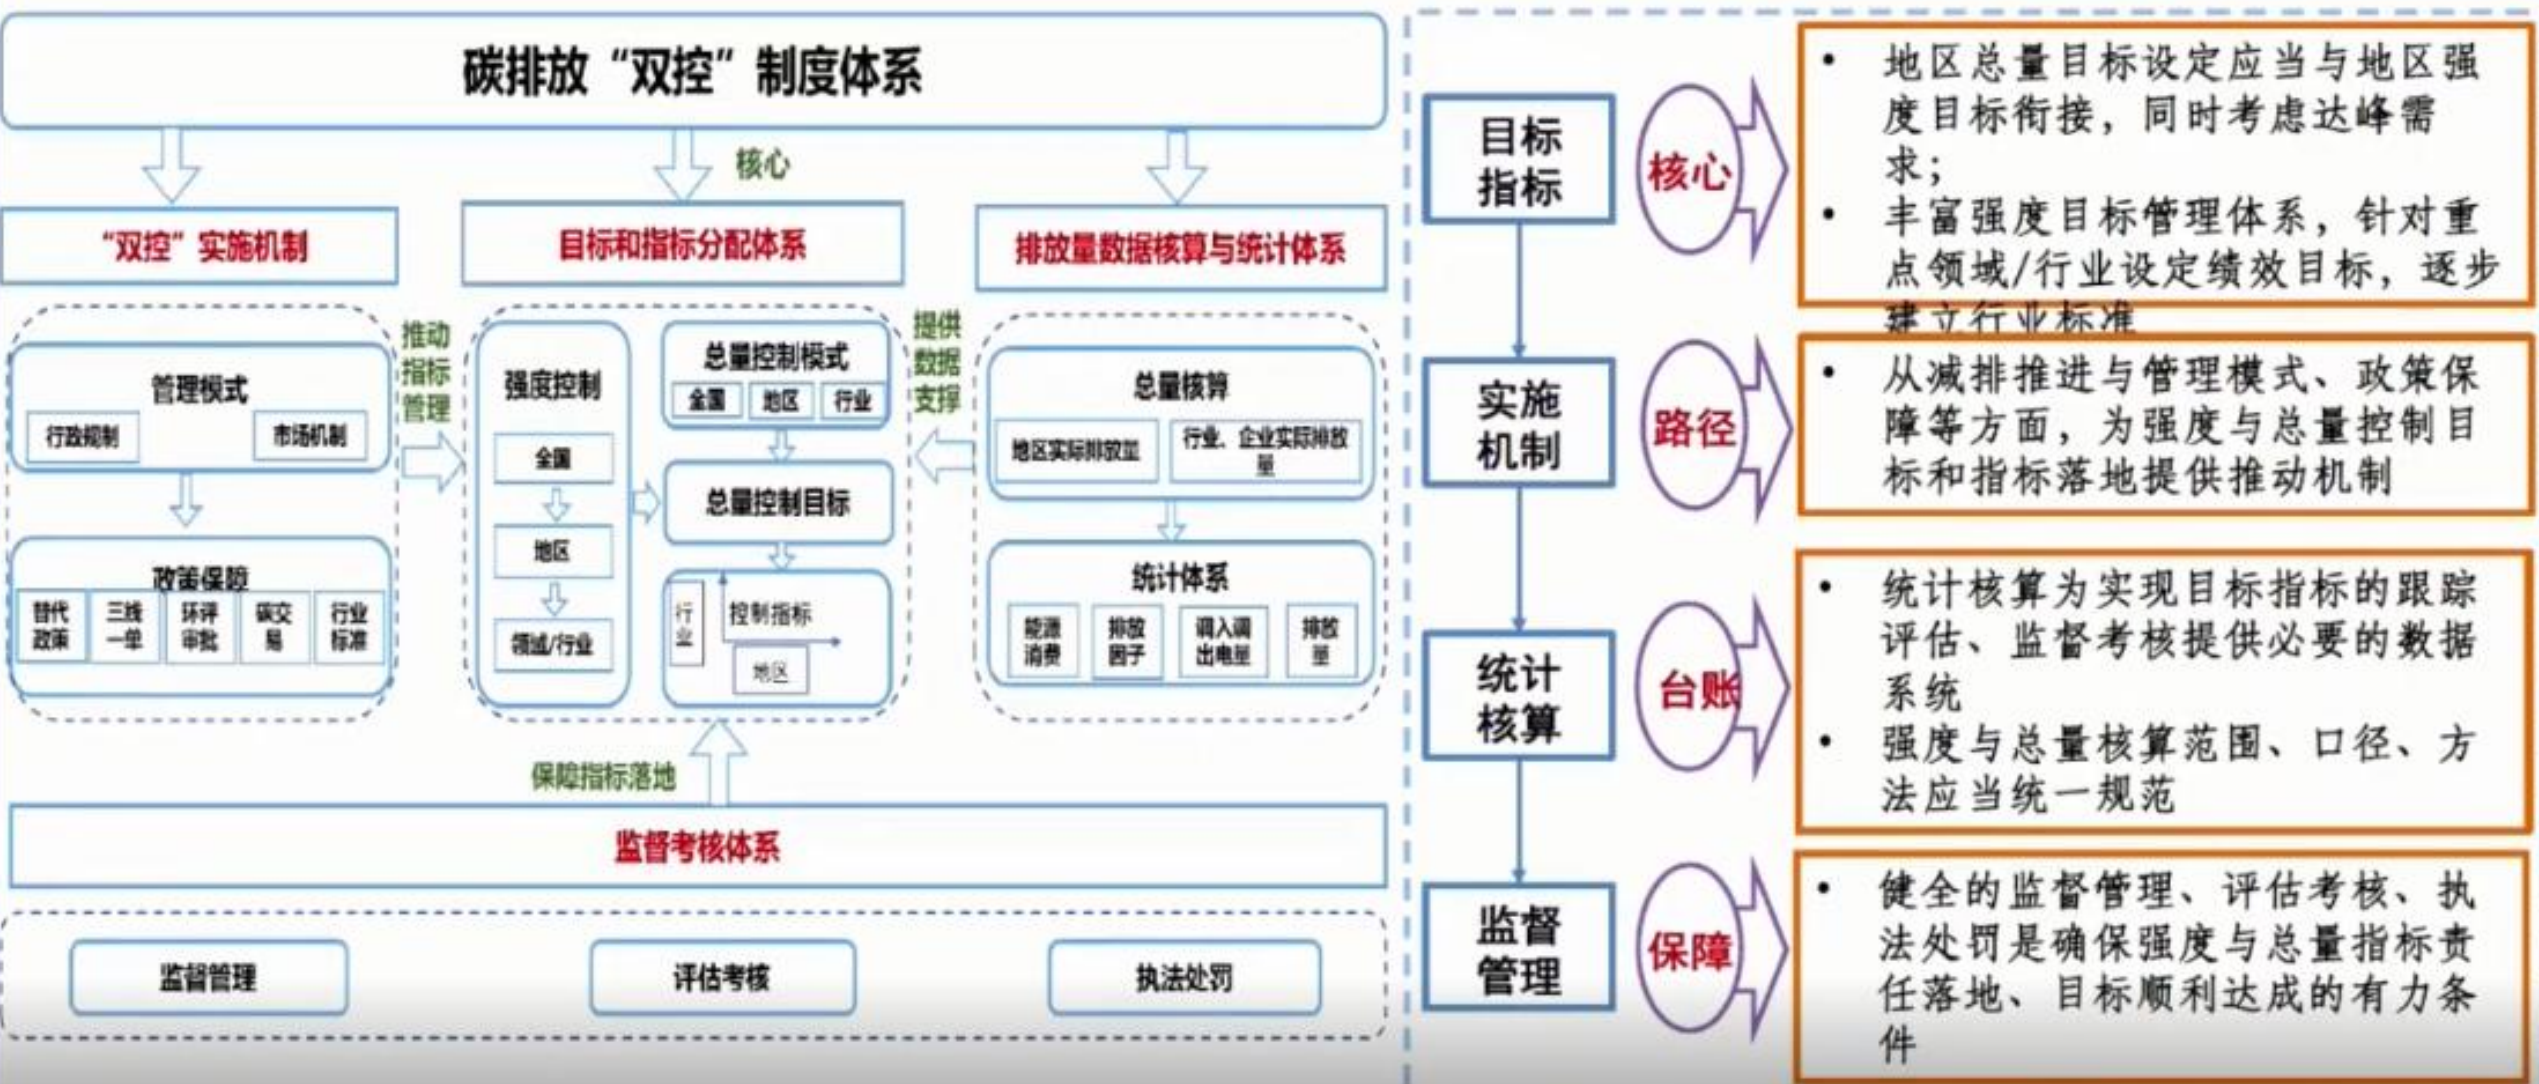 碳排放“双控”制度体系
核心
“双控”实施机制
目标和指标分配体系
排放量数据核算与统计体系
管理模式
行政规制
市场机制
政策保障
替代
政策
三线
一单
环评
审批
碳交
易
行业
标准
推动
指标
管理
强度控制
全国
地区
领域/行业
总量控制模式
全国
地区
行业
总量控制目标
行
业
控制指标
地区
提供
数据
支撑
总量核算
地区实际排放量
行业、企业实际排放
量
统计体系
能源
消费
排放
因子
调入调
出电量
排放
量
保障指标落地
监督考核体系
监督管理
评估考核
执法处罚
目标
指标
核心
• 地区总量目标设定应当与地区强
度目标衔接，同时考虑达峰需
求；
• 丰富强度目标管理体系，针对重
点领域/行业设定绩效目标，逐步
建立行业标准
实施
机制
路径
• 从减排推进与管理模式、政策保
障等方面，为强度与总量控制目
标和指标落地提供推动机制
统计
核算
台账
• 统计核算为实现目标指标的跟踪
评估、监督考核提供必要的数据
系统
• 强度与总量核算范围、口径、方
法应当统一规范
监督
管理
保障
• 健全的监督管理、评估考核、执
法处罚是确保强度与总量指标责
任落地、目标顺利达成的有力条
件